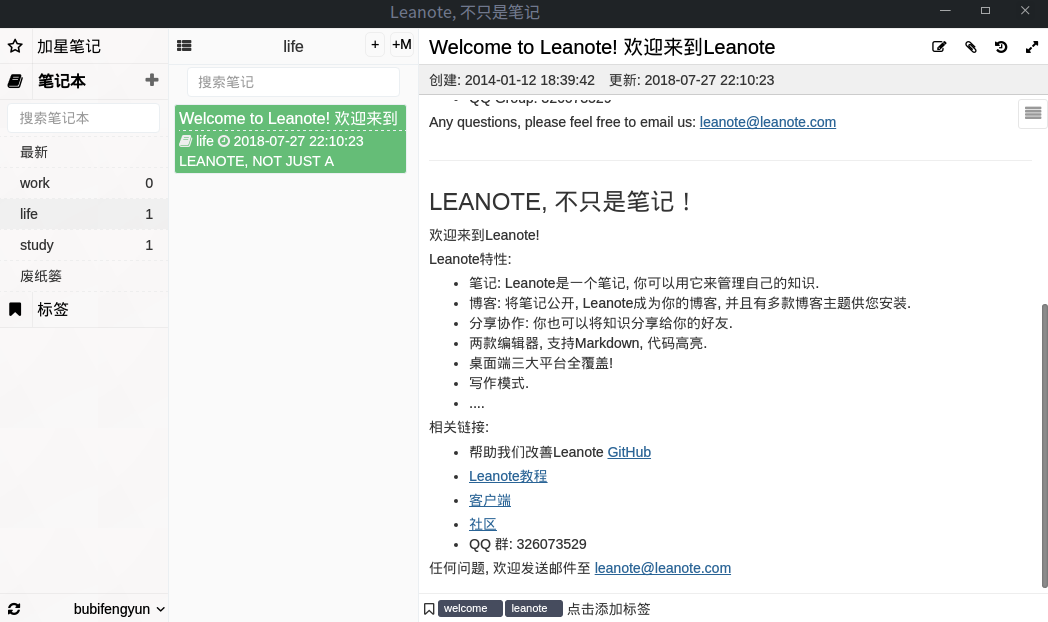 Leanote, 不只是笔记
加星笔记
笔记本
搜索笔记本
最新
work 0
life 1
study 1
废纸篓
标签
bubifengyun
life
+ +M
搜索笔记
Welcome to Leanote! 欢迎来到
life 2018-07-27 22:10:23
LEANOTE, NOT JUST A
Welcome to Leanote! 欢迎来到Leanote
创建: 2014-01-12 18:39:42 更新: 2018-07-27 22:10:23
QQ Group: 326073529
Any questions, please feel free to email us: leanote@leanote.com
LEANOTE, 不只是笔记！
欢迎来到Leanote!
Leanote特性:
• 笔记: Leanote是一个笔记, 你可以用它来管理自己的知识.
• 博客: 将笔记公开, Leanote成为你的博客, 并且有多款博客主题供您安装.
• 分享协作: 你也可以将知识分享给你的好友.
• 两款编辑器, 支持Markdown, 代码高亮.
• 桌面端三大平台全覆盖!
• 写作模式.
• ....
相关链接:
• 帮助我们改善Leanote GitHub
• Leanote教程
• 客户端
• 社区
• QQ 群: 326073529
任何问题, 欢迎发送邮件至 leanote@leanote.com
welcome leanote 点击添加标签